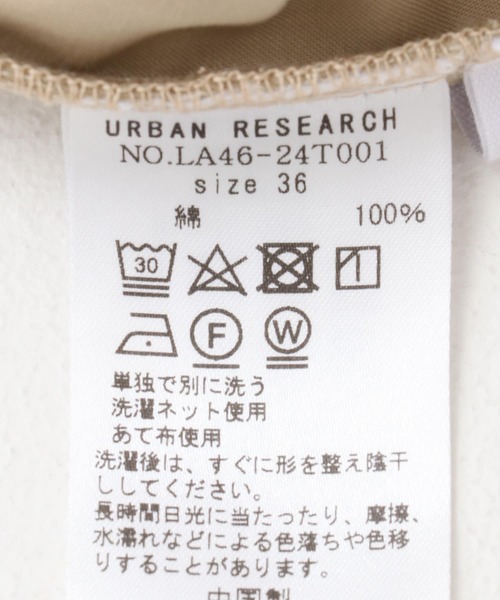 URBAN RESEARCH
NO.LA46-24T001
size 36
綿 100%
30
F W
単独で別に洗う
洗濯ネット使用
あて布使用
洗濯後は、すぐに形を整え陰干
ししてください。
長時間日光に当たったり、摩擦、
水濡れなどによる色落ちや色移
りすることがあります。
中国製